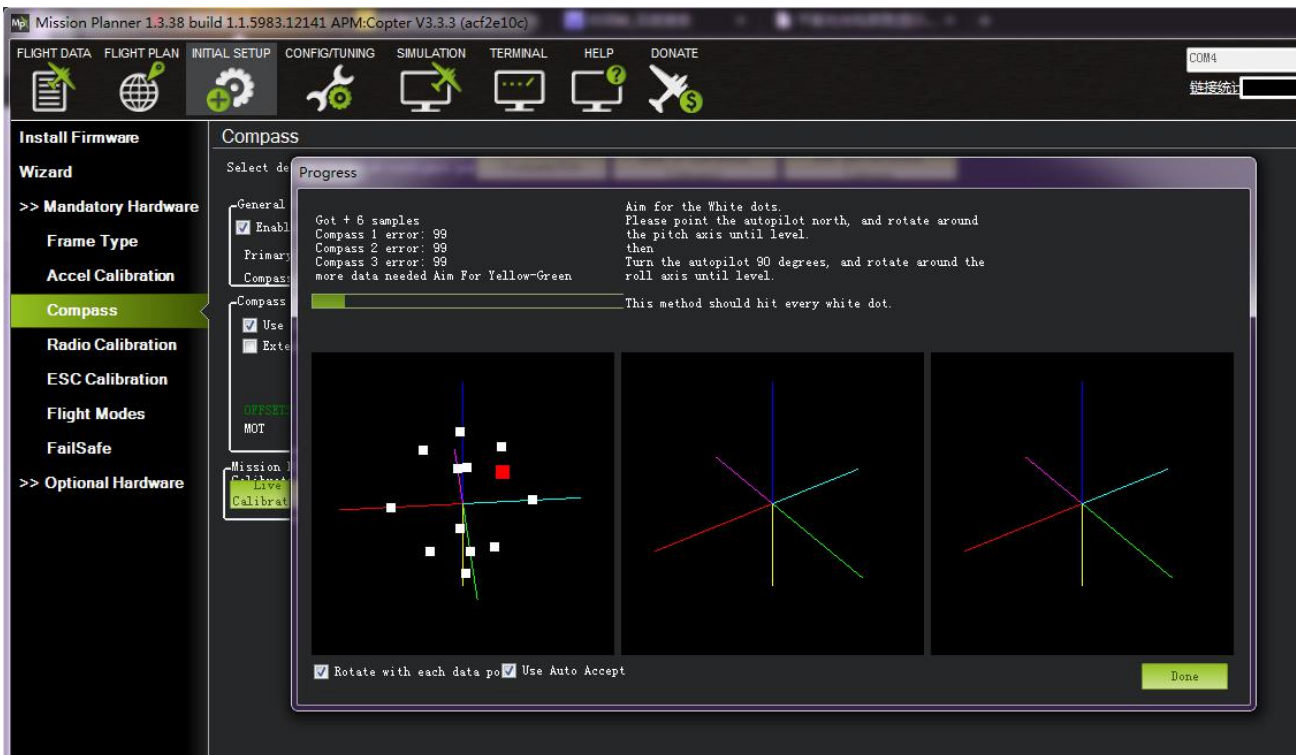 Mission Planner 1.3.38 build 1.1.5983.12141 APM:Copter V3.3.3 (acf2e10c)
FLIGHT DATA FLIGHT PLAN INITIAL SETUP CONFIG/TUNING SIMULATION TERMINAL HELP DONATE
COM4
链接统计
Install Firmware
Wizard
>> Mandatory Hardware
Frame Type
Accel Calibration
Compass
Radio Calibration
ESC Calibration
Flight Modes
FailSafe
>> Optional Hardware
Compass
Select de
General
Enabl
Primary
Compass
Compass
Use
Exte
OFFSET
MOT
Mission
Live
Calibrat
Progress
Got + 6 samples
Compass 1 error: 99
Compass 2 error: 99
Compass 3 error: 99
more data needed Aim For Yellow-Green
Aim for the White dots.
Please point the autopilot north, and rotate around
the pitch axis until level.
then
Turn the autopilot 90 degrees, and rotate around the
roll axis until level.
This method should hit every white dot.
Rotate with each data po
Use Auto Accept
Done